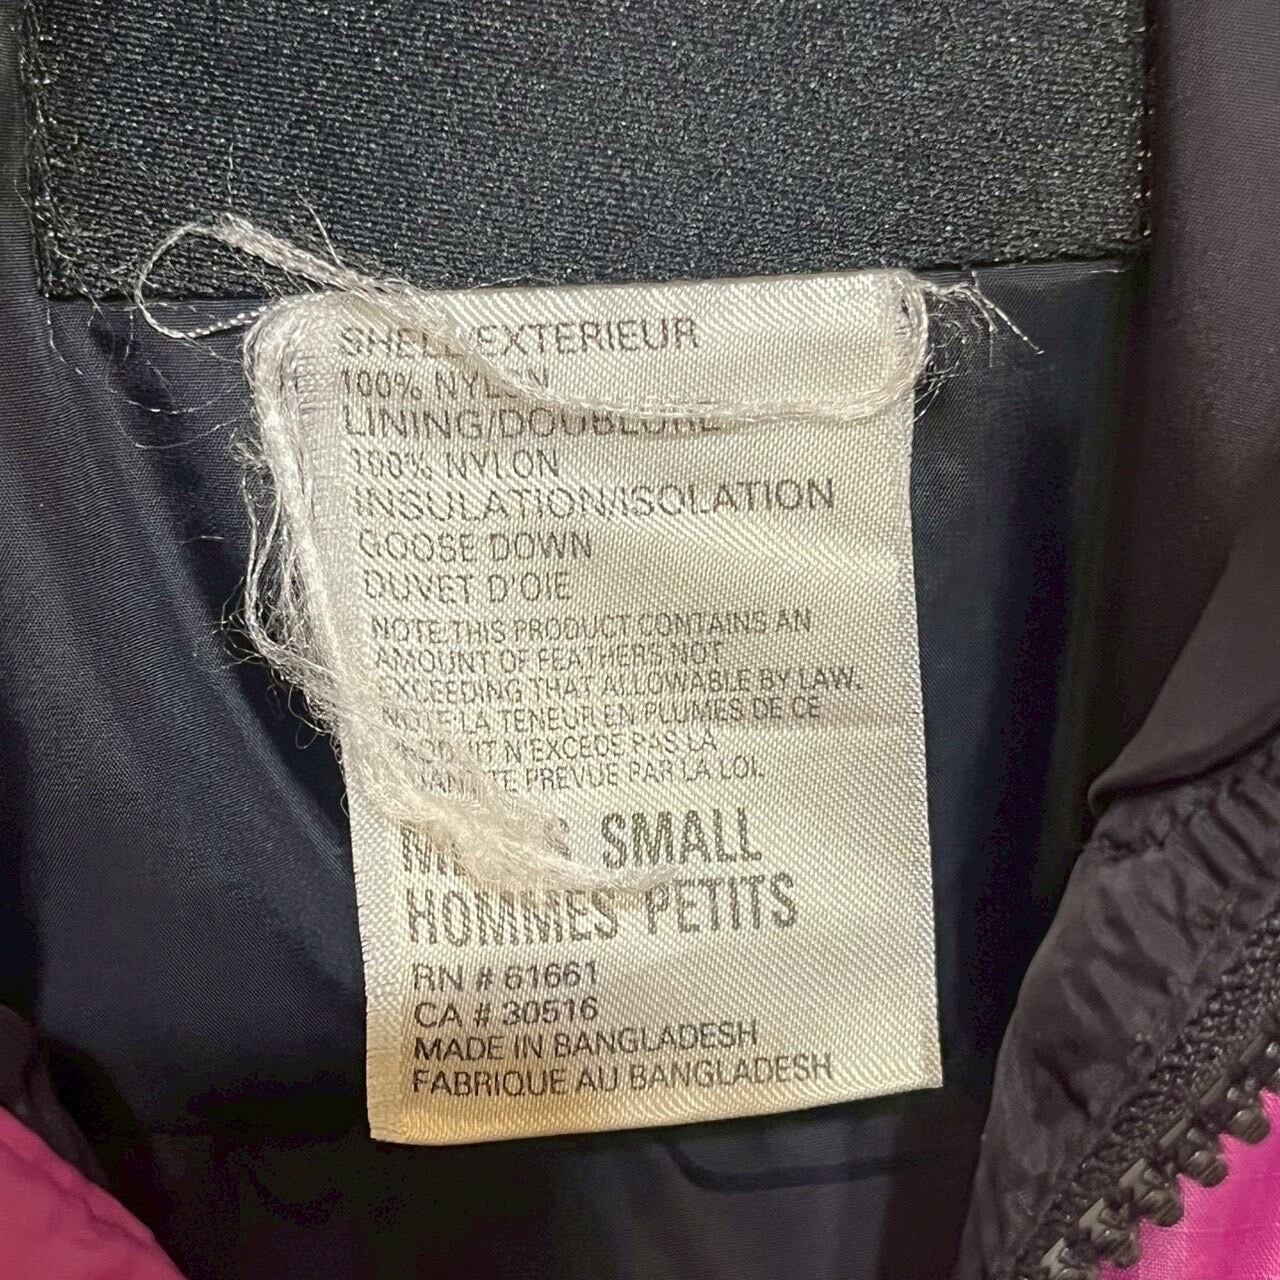 SHELL/EXTERIEUR
100% NYLON
LINING/DOUBLURE
100% NYLON
INSULATION/ISOLATION
GOOSE DOWN
DUVET D'OIE
NOTE:THIS PRODUCT CONTAINS AN
AMOUNT OF FEATHERS NOT
EXCEEDING THAT ALLOWABLE BY LAW.
NOTE:LA TENEUR EN PLUMES DE CE
PRODUIT N'EXCEDE PAS LA
QUANTITE PREVUE PAR LA LOI.
SMALL
HOMMES PETITS
RN # 61661
CA # 30516
MADE IN BANGLADESH
FABRIQUE AU BANGLADESH